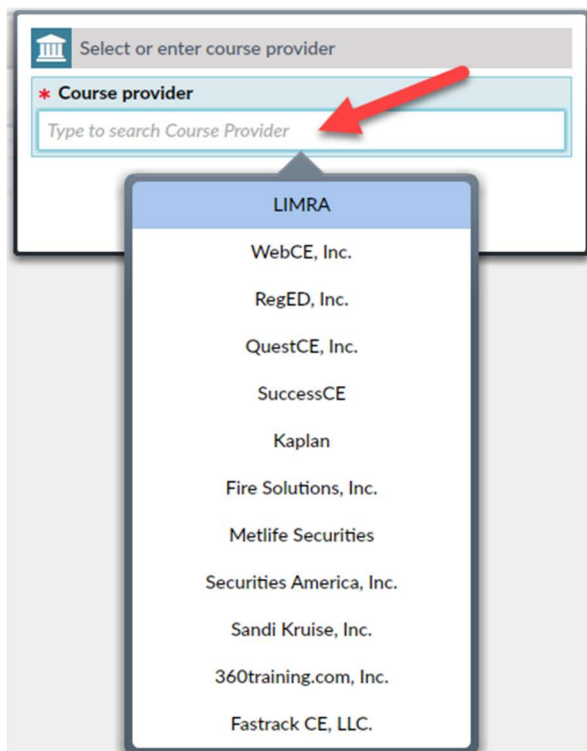 Select or enter course provider
* Course provider
Type to search Course Provider
LIMRA
WebCE, Inc.
RegED, Inc.
QuestCE, Inc.
SuccessCE
Kaplan
Fire Solutions, Inc.
Metlife Securities
Securities America, Inc.
Sandi Kruise, Inc.
360training.com, Inc.
Fastrack CE, LLC.